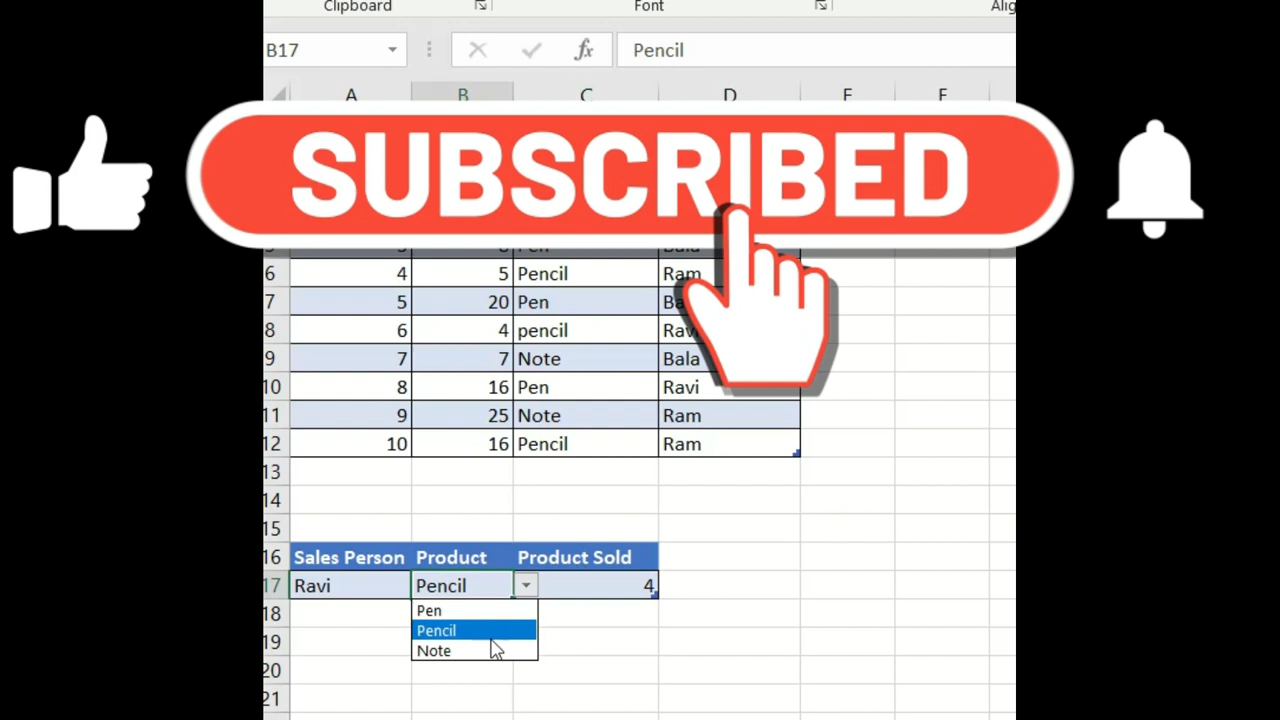 Clipboard Font Alig
B17 fx Pencil
A B C D E F
SUBSCRIBED
6 4 5 Pencil Ram
7 5 20 Pen
8 6 4 pencil Ravi
9 7 7 Note Bala
10 8 16 Pen Ravi
11 9 25 Note Ram
12 10 16 Pencil Ram
13
14
15
16 Sales Person Product Product Sold
17 Ravi Pencil 4
18 Pen
Pencil
19
Note
20
21